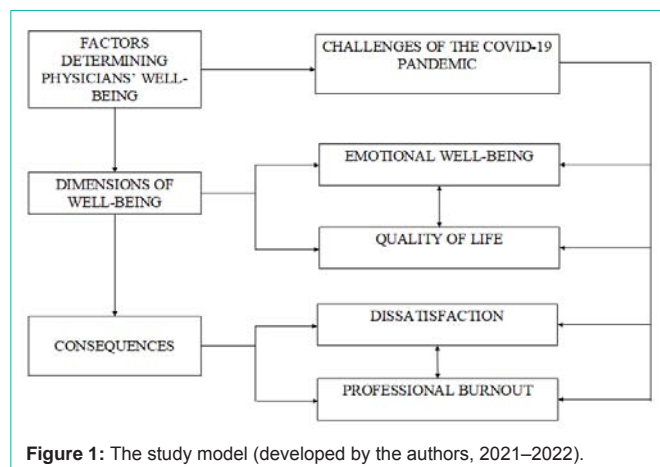 FACTORS
DETERMINING
PHYSICIANS' WELL-
BEING
CHALLENGES OF THE COVID-19
PANDEMIC
EMOTIONAL WELL-BEING
DIMENSIONS OF
WELL-BEING
QUALITY OF LIFE
DISSATISFACTION
CONSEQUENCES
PROFESSIONAL BURNOUT
Figure 1: The study model (developed by the authors, 2021–2022).